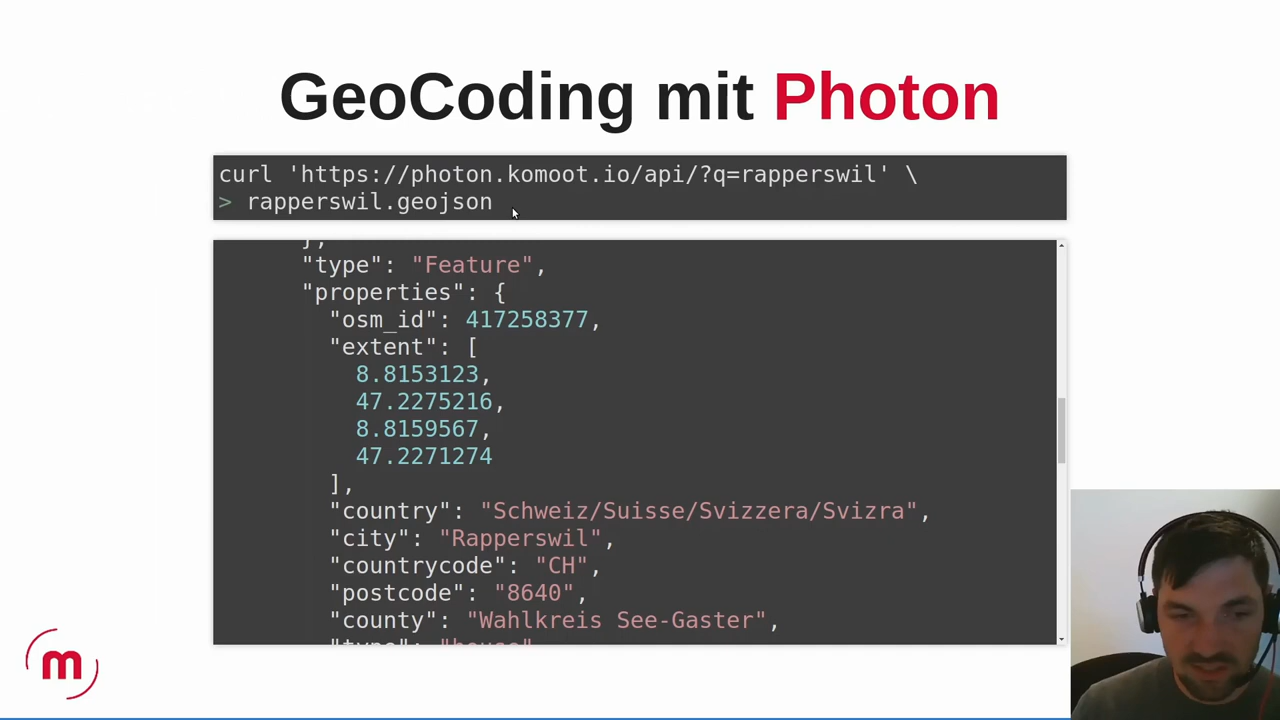 GeoCoding mit Photon
curl 'https://photon.komoot.io/api/?q=rapperswil' \
> rapperswil.geojson
},
"type": "Feature",
"properties": {
"osm_id": 417258377,
"extent": [
8.8153123,
47.2275216,
8.8159567,
47.2271274
],
"country": "Schweiz/Suisse/Svizzera/Svizra",
"city": "Rapperswil",
"countrycode": "CH",
"postcode": "8640",
"county": "Wahlkreis See-Gaster",
"type": "house"
m